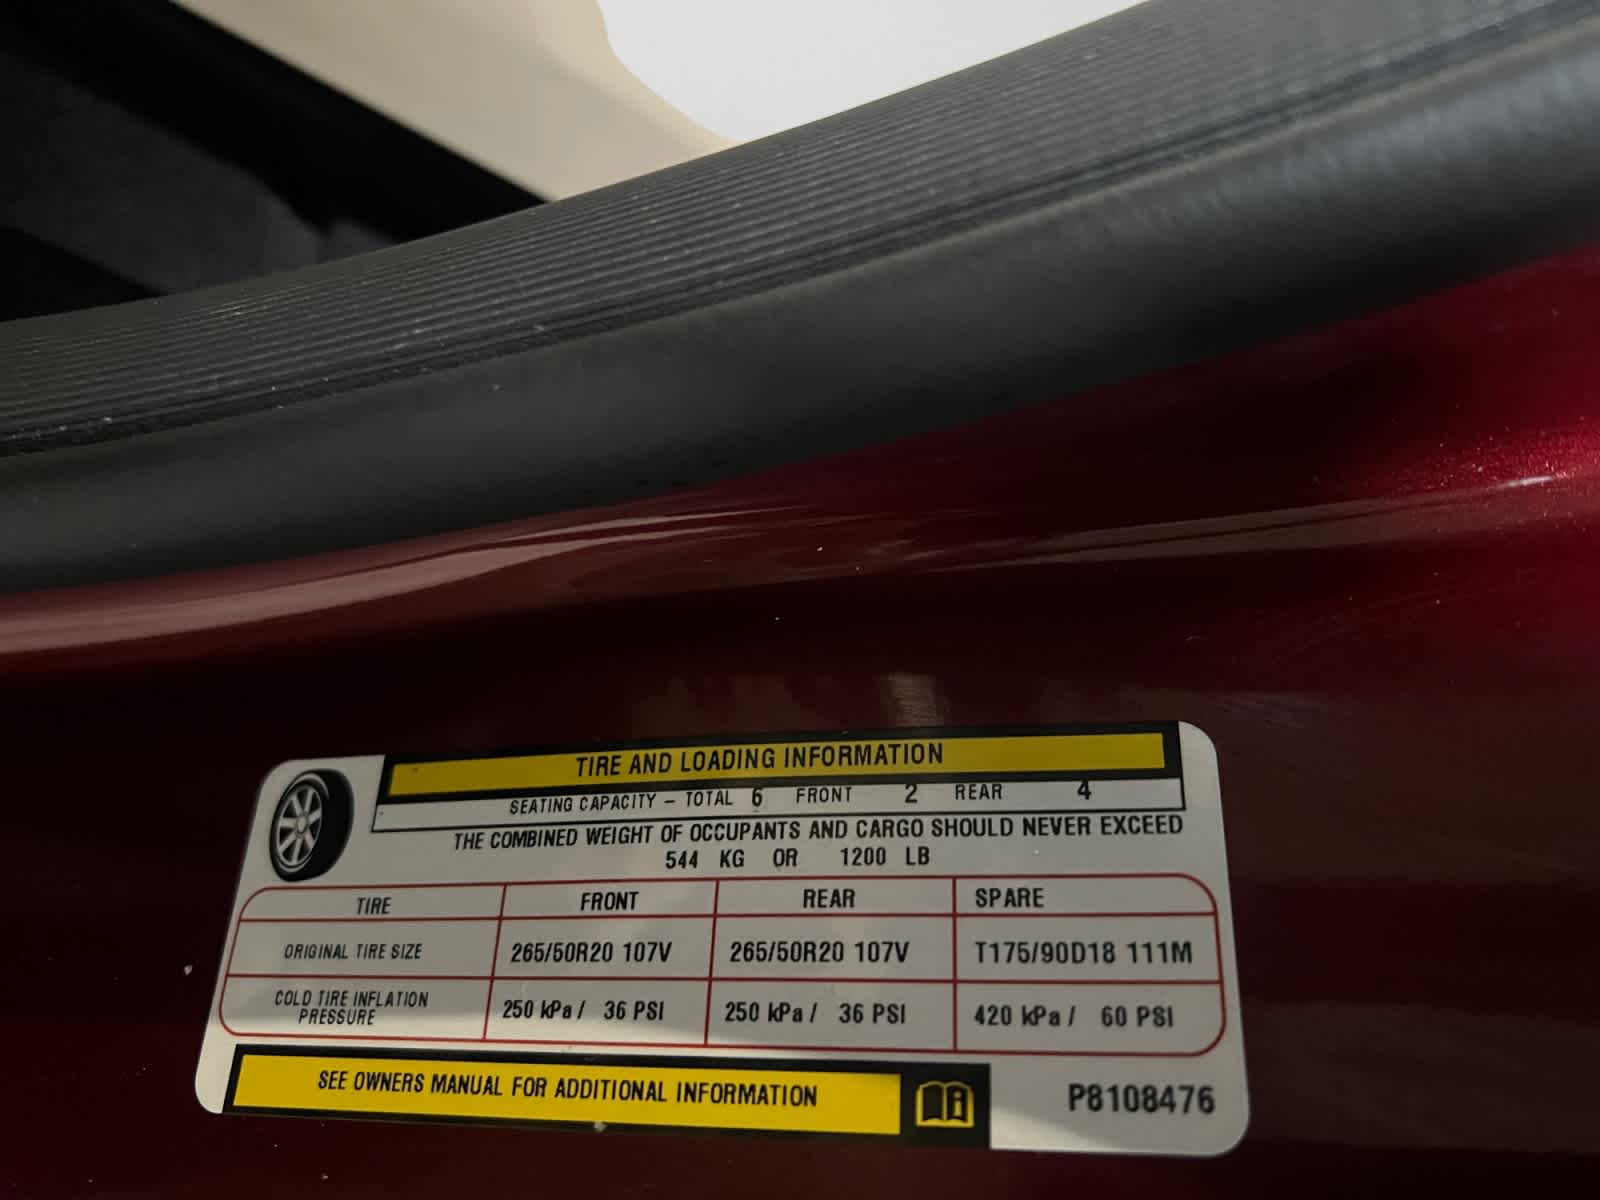 TIRE AND LOADING INFORMATION
SEATING CAPACITY – TOTAL 6 FRONT 2 REAR 4
THE COMBINED WEIGHT OF OCCUPANTS AND CARGO SHOULD NEVER EXCEED
544 KG OR 1200 LB
TIRE FRONT REAR SPARE
ORIGINAL TIRE SIZE 265/50R20 107V 265/50R20 107V T175/90D18 111M
COLD TIRE INFLATION
PRESSURE 250 kPa / 36 PSI 250 kPa / 36 PSI 420 kPa / 60 PSI
SEE OWNERS MANUAL FOR ADDITIONAL INFORMATION
P8108476